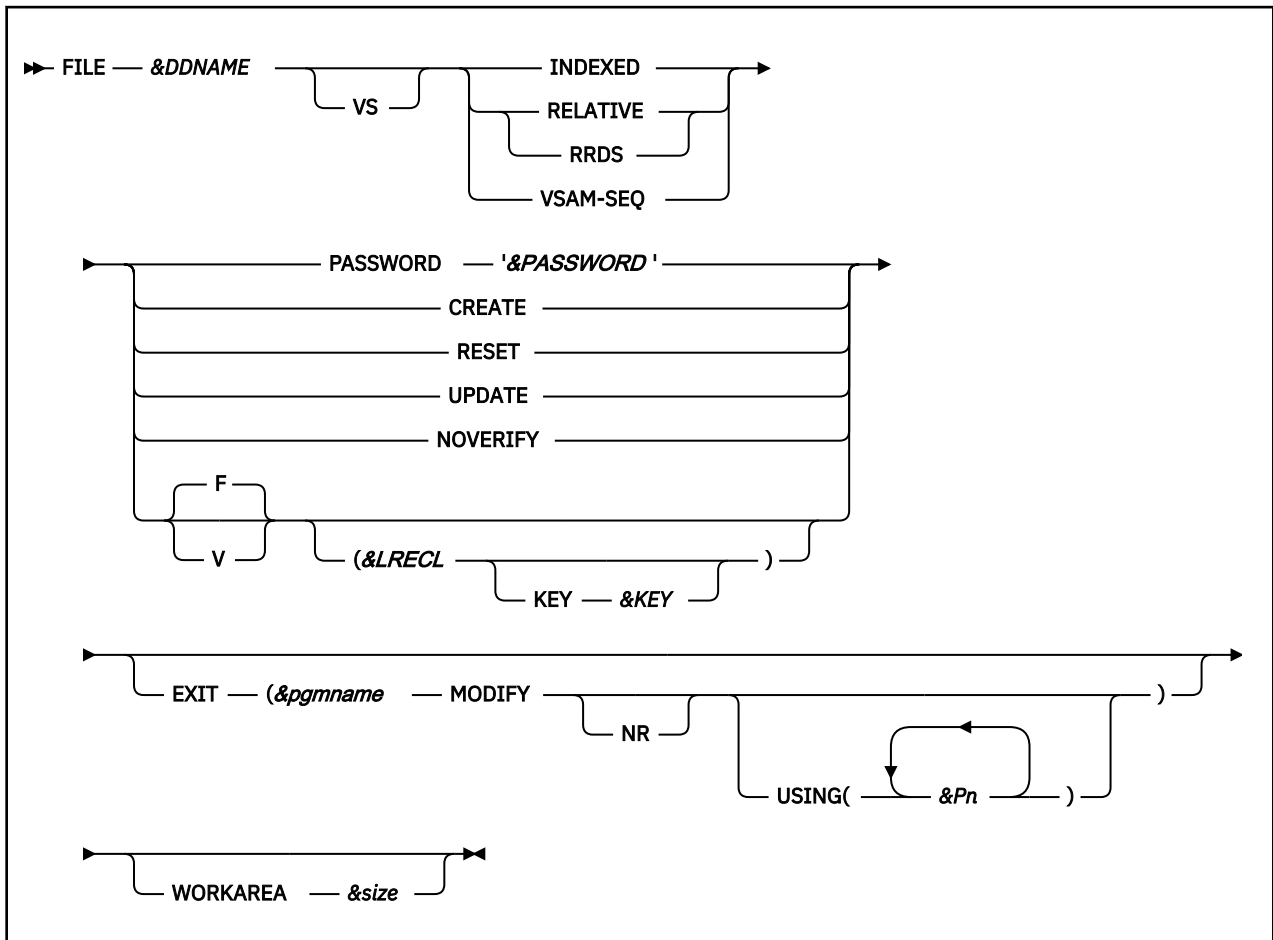 FILE &DDNAME INDEXED
VS RELATIVE
RRDS
VSAM-SEQ
PASSWORD '&PASSWORD '
CREATE
RESET
UPDATE
NOVERIFY
F
V (&LRECL )
KEY &KEY
EXIT (&pgmname MODIFY )
NR
USING( &Pn )
WORKAREA &size